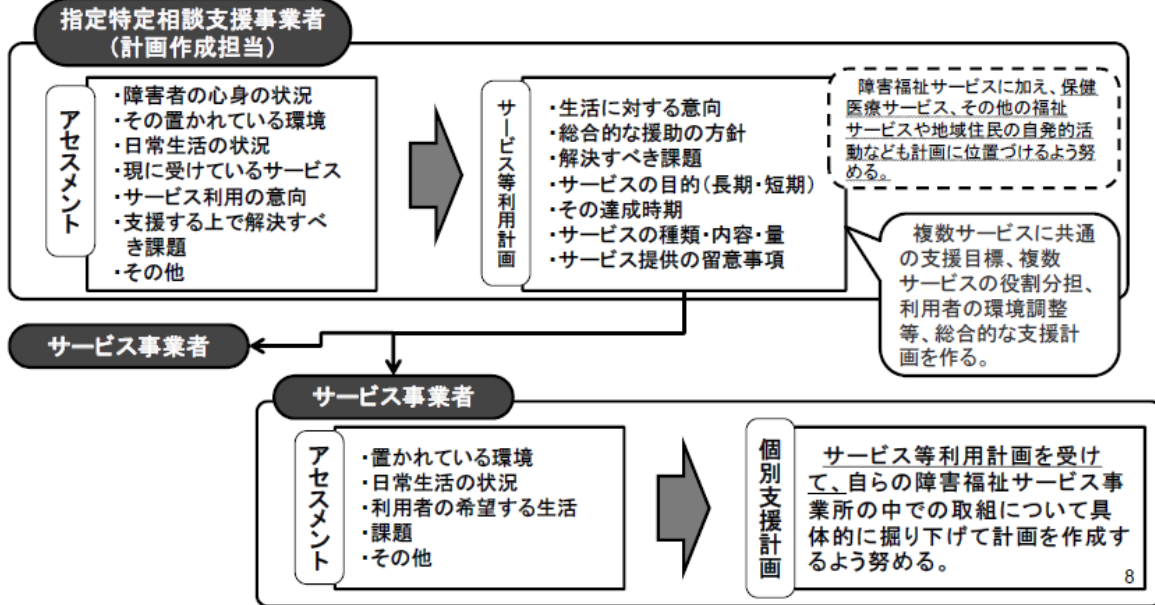 指定特定相談支援事業者
(計画作成担当)
アセスメント
・障害者の心身の状況
・その置かれている環境
・日常生活の状況
・現に受けているサービス
・サービス利用の意向
・支援する上で解決すべ
き課題
・その他
サービス等利用計画
・生活に対する意向
・総合的な援助の方針
・解決すべき課題
・サービスの目的(長期・短期)
・その達成時期
・サービスの種類・内容・量
・サービス提供の留意事項
障害福祉サービスに加え、保健
医療サービス、その他の福祉
サービスや地域住民の自発的活
動なども計画に位置づけるよう努
める。
複数サービスに共通
の支援目標、複数
サービスの役割分担、
利用者の環境調整
等、総合的な支援計
画を作る。
サービス事業者
サービス事業者
アセスメント
・置かれている環境
・日常生活の状況
・利用者の希望する生活
・課題
・その他
個別支援計画
サービス等利用計画を受け
て、自らの障害福祉サービス事
業所の中での取組について具
体的に掘り下げて計画を作成す
るよう努める。
8